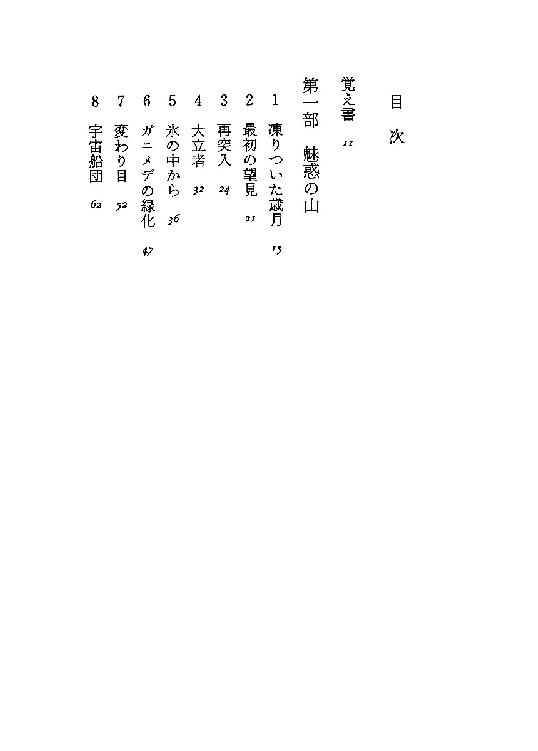 目次
覚え書 11
第一部 魅惑の山
1 凍りついた歳月 15
2 最初の望見 21
3 再突入 24
4 大立者 32
5 氷の中から 36
6 ガニメデの緑化 47
7 変わり目 52
8 宇宙船団 62